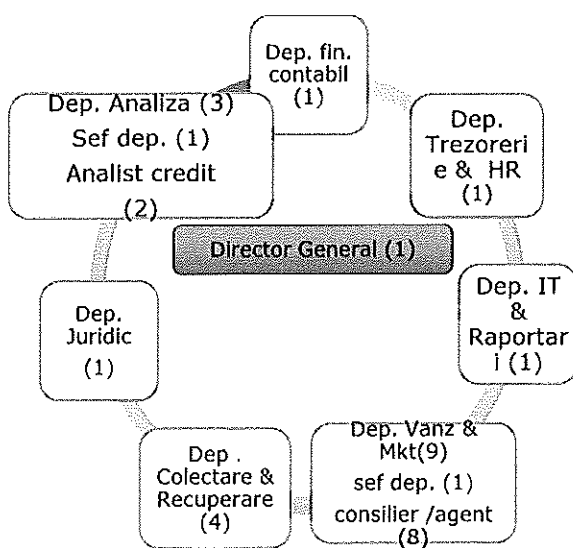 Dep. fin.
contabil
(1)
Dep.
Trezoreri
e & HR
(1)
Dep. IT
&
Raportar
i (1)
Dep. Vanz &
Mkt(9)
sef dep. (1)
consilier /agent
(8)
Dep .
Colectare &
Recuperare
(4)
Dep.
Juridic
(1)
Dep. Analiza (3)
Sef dep. (1)
Analist credit
(2)
Director General (1)